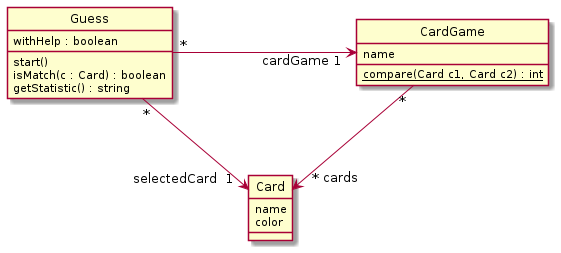 Guess
withHelp : boolean
start()
isMatch(c : Card) : boolean
getStatistic() : string
*
cardGame 1
CardGame
name
compare(Card c1, Card c2) : int
*
*
selectedCard 1
* cards
Card
name
color